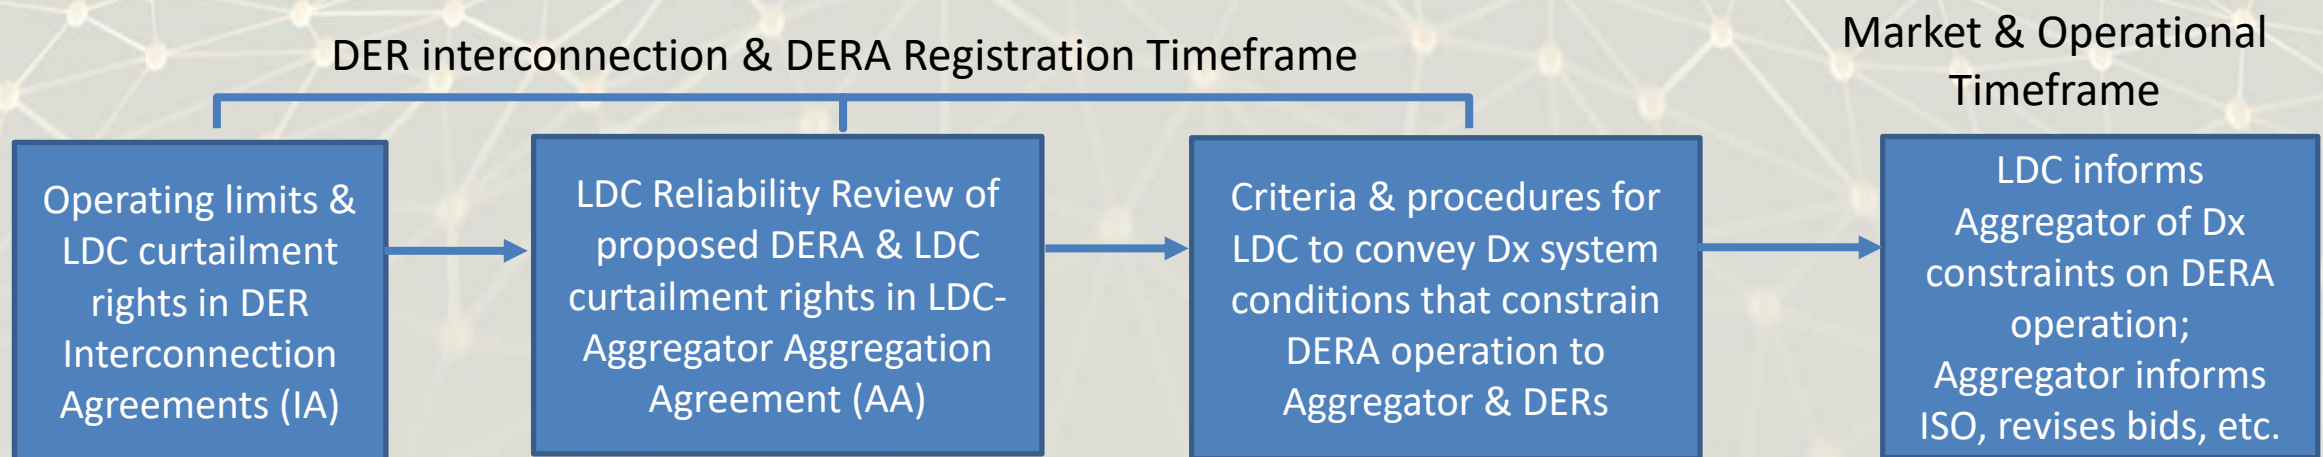 DER interconnection & DERA Registration Timeframe
Market & Operational
Timeframe
Operating limits &
LDC curtailment
rights in DER
Interconnection
Agreements (IA)
LDC Reliability Review of
proposed DERA & LDC
curtailment rights in LDC-
Aggregator Aggregation
Agreement (AA)
Criteria & procedures for
LDC to convey Dx system
conditions that constrain
DERA operation to
Aggregator & DERs
LDC informs
Aggregator of Dx
constraints on DERA
operation;
Aggregator informs
ISO, revises bids, etc.